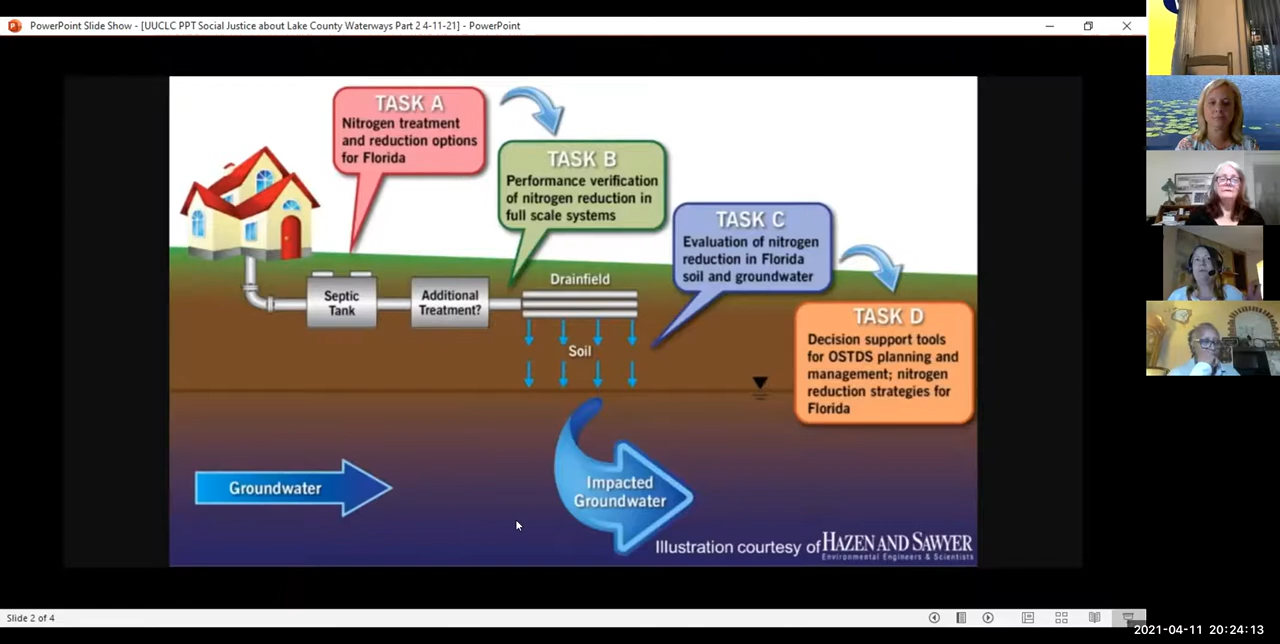 PowerPoint Slide Show - [UUCLC PPT Social Justice about Lake County Waterways Part 2 4-11-21] - PowerPoint
TASK A
Nitrogen treatment
and reduction options
for Florida
TASK B
Performance verification
of nitrogen reduction in
full scale systems
TASK C
Evaluation of nitrogen
reduction in Florida
soil and groundwater
TASK D
Decision support tools
for OSTDS planning and
management; nitrogen
reduction strategies for
Florida
Septic
Tank
Additional
Treatment?
Drainfield
Soil
Groundwater
Impacted
Groundwater
Illustration courtesy of HAZEN AND SAWYER
Environmental Engineers & Scientists
Slide 2 of 4
2021-04-11 20:24:13